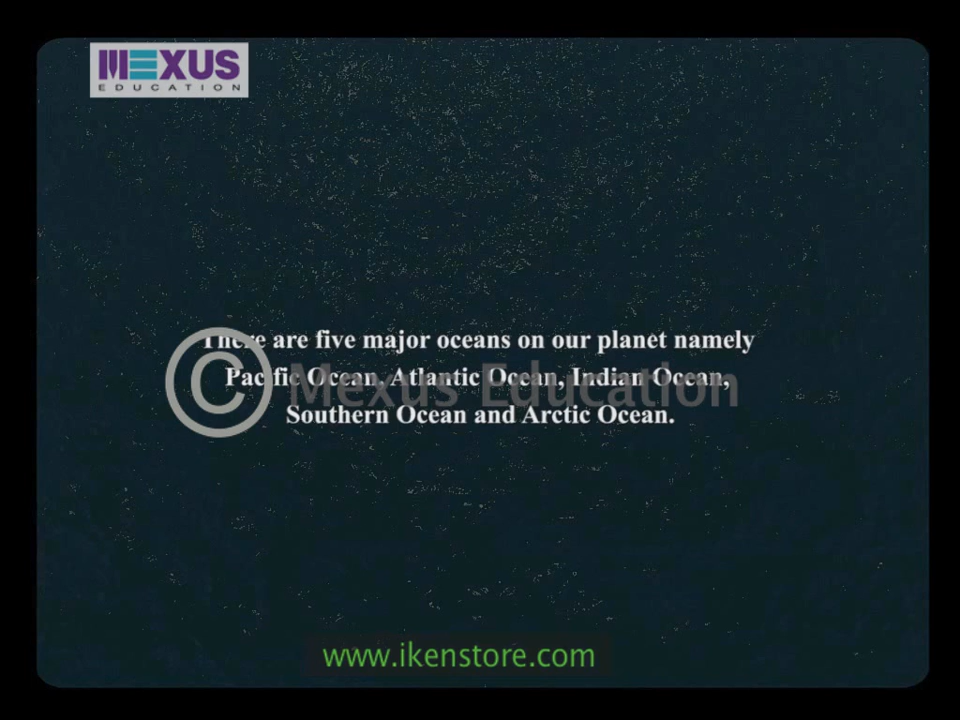 MEXUS
EDUCATION
There are five major oceans on our planet namely
Pacific Ocean, Atlantic Ocean, Indian Ocean,
© Mexus Education
Southern Ocean and Arctic Ocean.
www.ikenstore.com